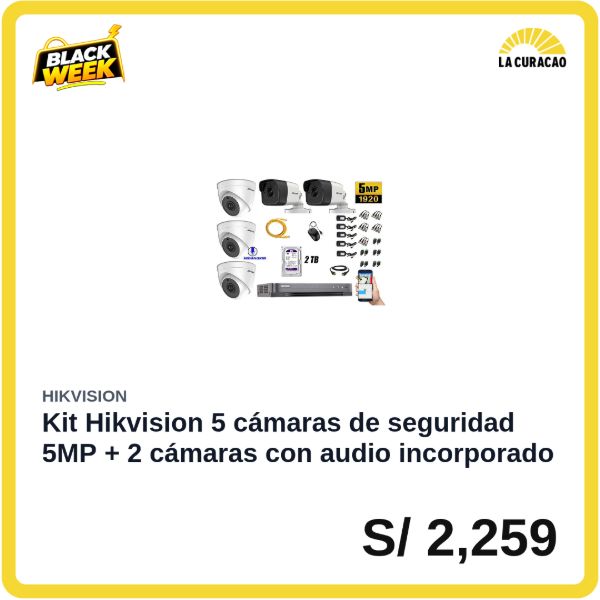 BLACK
WEEK
LA CURACAO
5MP
1920
2 TB
HIKVISION
Kit Hikvision 5 cámaras de seguridad
5MP + 2 cámaras con audio incorporado
S/ 2,259